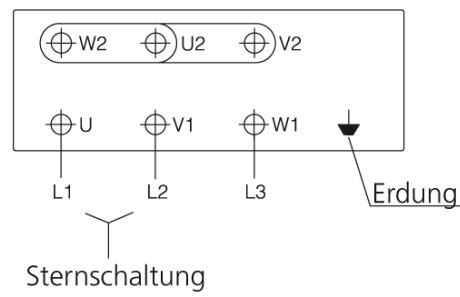 W2 U2 V2
U V1 W1
L1 L2 L3
Erdung
Sternschaltung